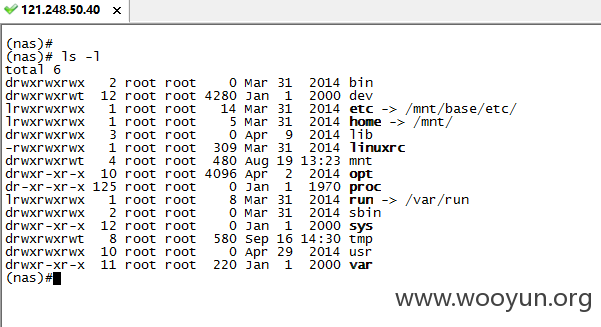 121.248.50.40
(nas)#
(nas)# ls -l
total 6
drwxrwxrwx 2 root root 0 Mar 31 2014 bin
drwxrwxrwt 12 root root 4280 Jan 1 2000 dev
lrwxrwxrwx 1 root root 14 Mar 31 2014 etc -> /mnt/base/etc/
lrwxrwxrwx 1 root root 5 Mar 31 2014 home -> /mnt/
drwxrwxrwx 3 root root 0 Apr 9 2014 lib
-rwxrwxrwx 1 root root 309 Mar 31 2014 linuxrc
drwxrwxrwt 4 root root 480 Aug 19 13:23 mnt
drwxr-xr-x 10 root root 4096 Apr 2 2014 opt
dr-xr-xr-x 125 root root 0 Jan 1 1970 proc
lrwxrwxrwx 1 root root 8 Mar 31 2014 run -> /var/run
drwxrwxrwx 2 root root 0 Mar 31 2014 sbin
drwxr-xr-x 12 root root 0 Jan 1 2000 sys
drwxrwxrwt 8 root root 580 Sep 16 14:30 tmp
drwxrwxrwx 10 root root 0 Apr 29 2014 usr
drwxr-xr-x 11 root root 220 Jan 1 2000 var
(nas)#
www.wooyun.org